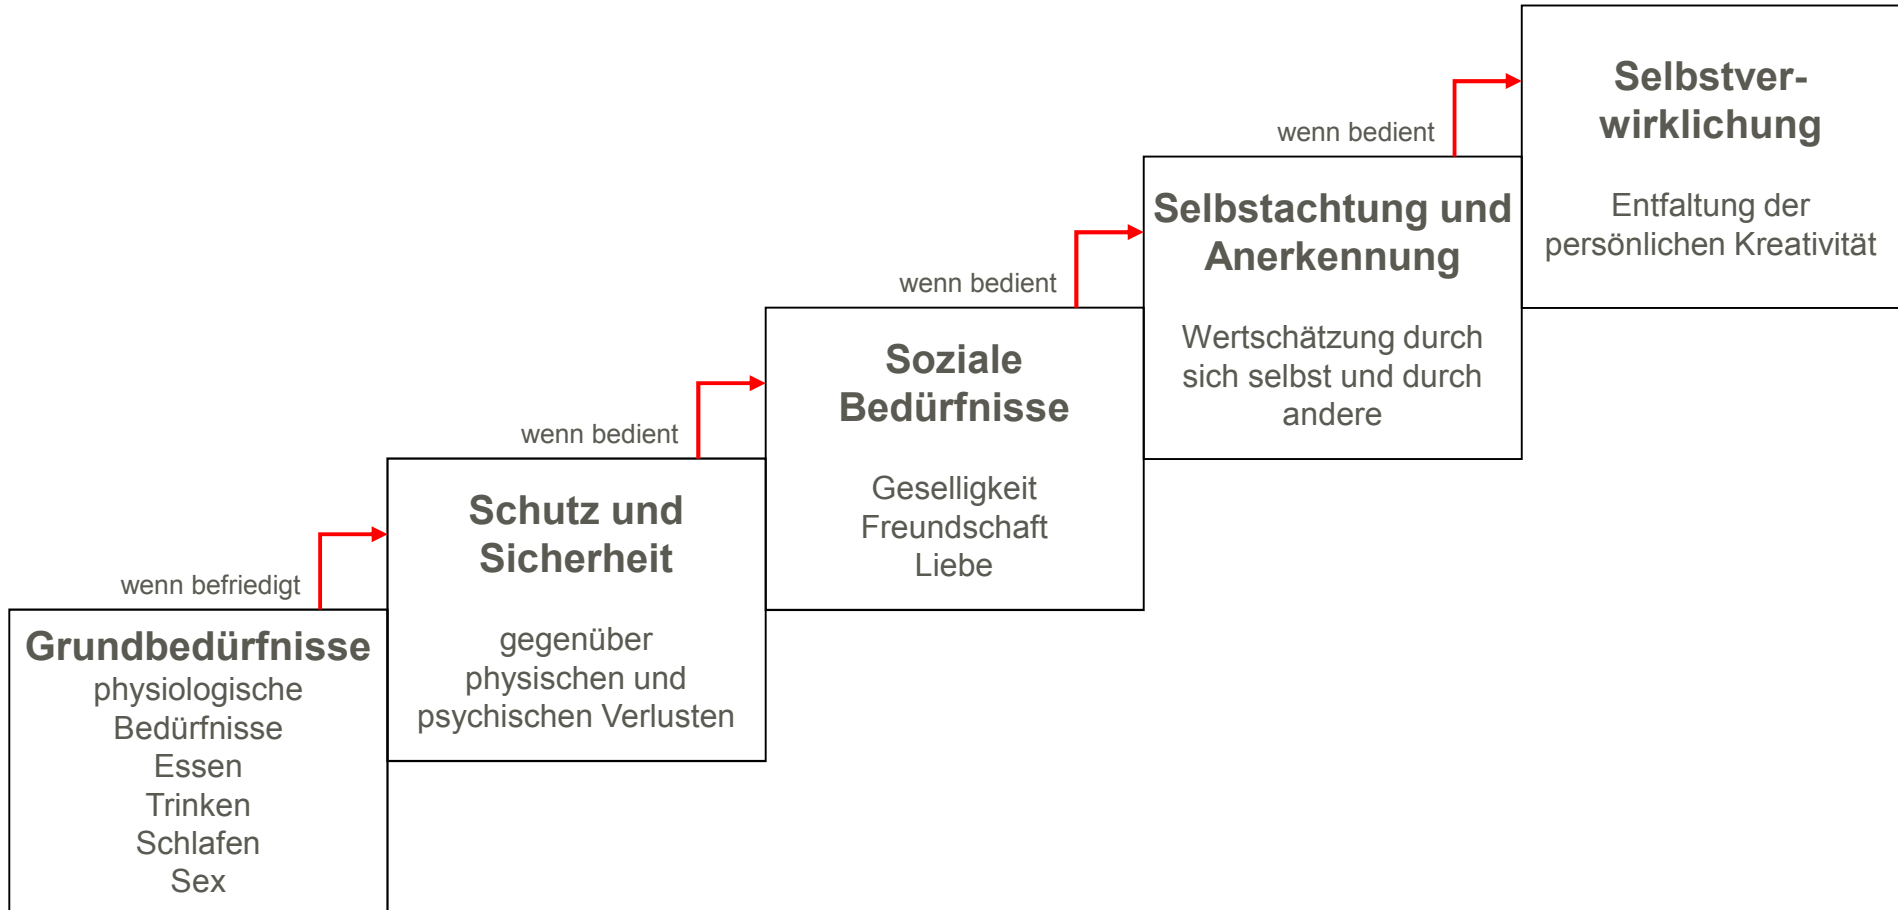 Grundbedürfnisse
physiologische
Bedürfnisse
Essen
Trinken
Schlafen
Sex
wenn befriedigt
Schutz und
Sicherheit
gegenüber
physischen und
psychischen Verlusten
wenn bedient
Soziale
Bedürfnisse
Geselligkeit
Freundschaft
Liebe
wenn bedient
Selbstachtung und
Anerkennung
Wertschätzung durch
sich selbst und durch
andere
wenn bedient
Selbstver-
wirklichung
Entfaltung der
persönlichen Kreativität